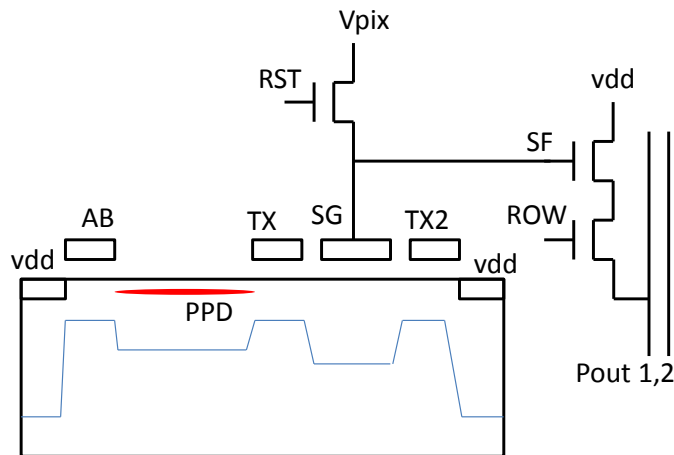 Vpix
RST
vdd
SF
AB
TX
SG
TX2
ROW
vdd
vdd
PPD
Pout 1,2